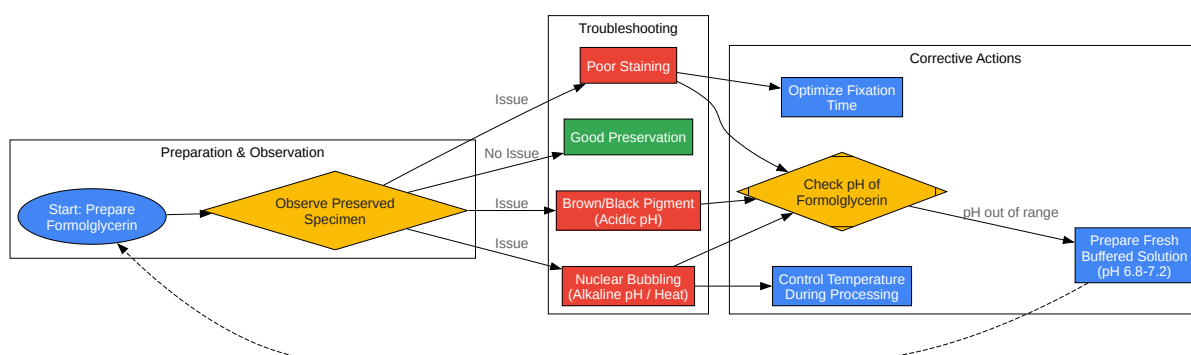 Preparation & Observation
Start: Prepare
Formolglycerin
Observe Preserved
Specimen
Issue
No Issue
Issue
Issue
Troubleshooting
Poor Staining
Good Preservation
Brown/Black Pigment
(Acidic pH)
Nuclear Bubbling
(Alkaline pH / Heat)
Corrective Actions
Optimize Fixation
Time
Check pH of
Formolglycerin
Control Temperature
During Processing
pH out of range
Prepare Fresh
Buffered Solution
(pH 6.8-7.2)